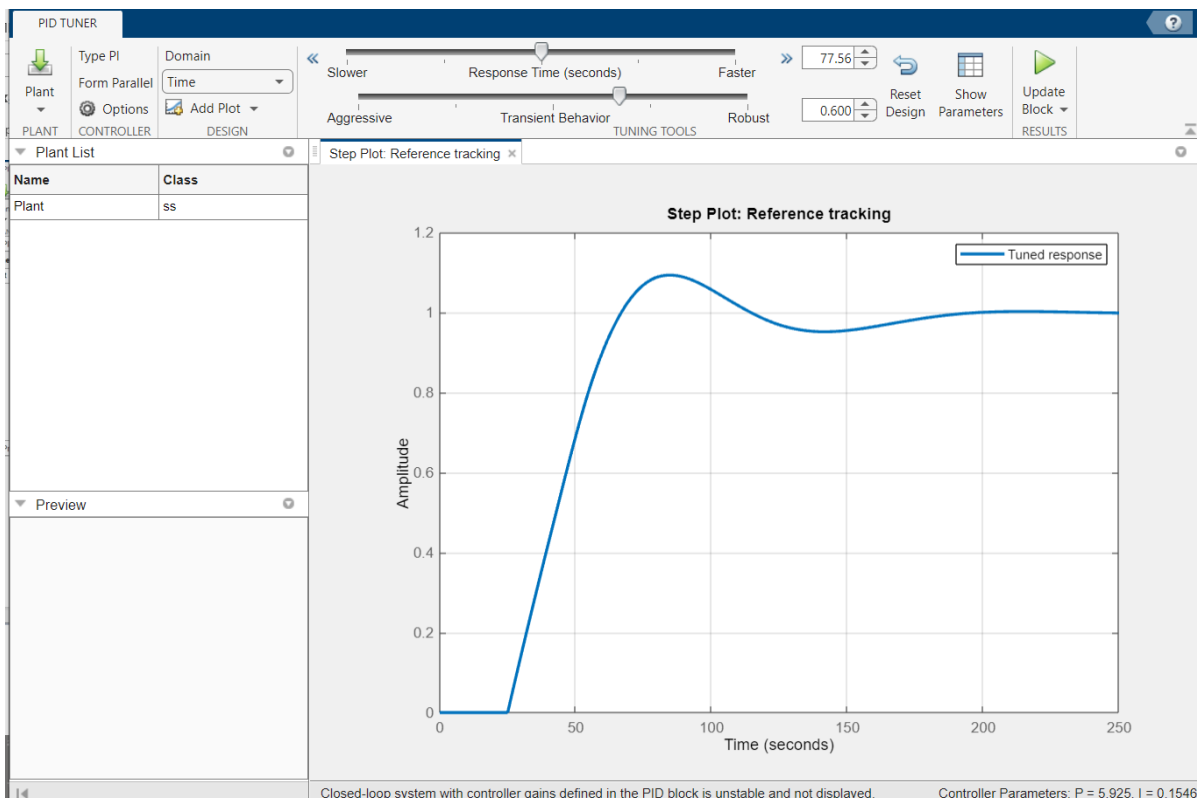 PID TUNER
?
Plant
PLANT
Type PI
Form Parallel
Options
CONTROLLER
Domain
Time
Add Plot
DESIGN
Slower Response Time (seconds) Faster
77.56
Aggressive Transient Behavior Robust
0.600
TUNING TOOLS
Reset
Design
Show
Parameters
Update
Block
RESULTS
Plant List
Name Class
Plant ss
Preview
Step Plot: Reference tracking
Step Plot: Reference tracking
Tuned response
Amplitude
1.2
1
0.8
0.6
0.4
0.2
0
0 50 100 150 200 250
Time (seconds)
Closed-loop system with controller gains defined in the PID block is unstable and not displayed.
Controller Parameters: P = 5.925, I = 0.1546